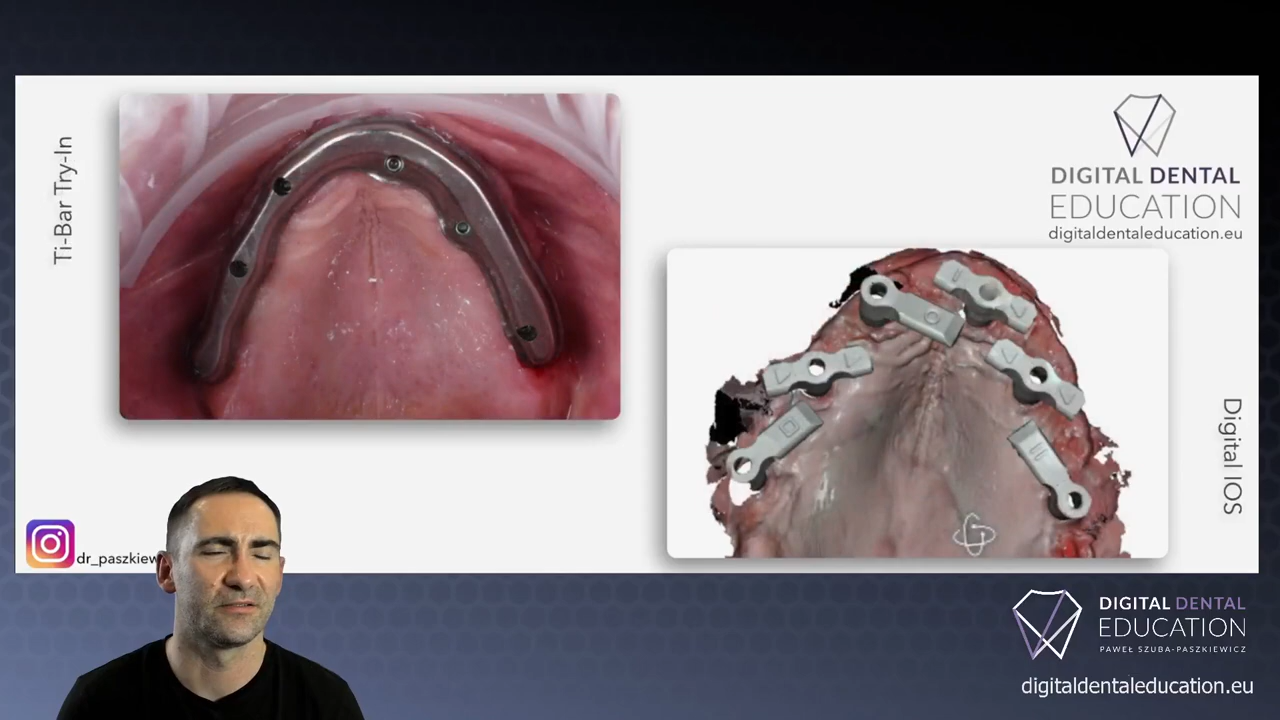 Ti-Bar Try-In
DIGITAL DENTAL
EDUCATION
digitaldentaleducation.eu
Digital IOS
dr_paszkiew
DIGITAL DENTAL
EDUCATION
PAWEŁ SZUBA-PASZKIEWICZ
digitaldentaleducation.eu